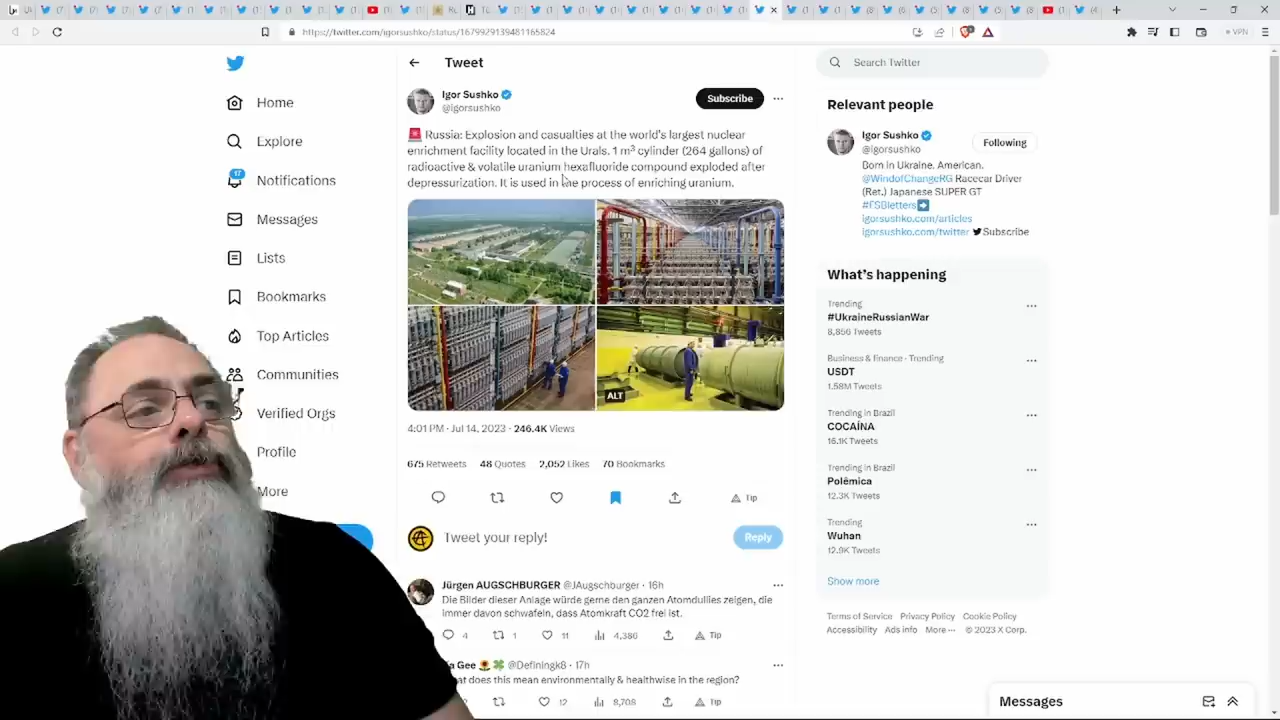 https://twitter.com/igorsushko/status/1679929139481165824
VPN
Home
Explore
17
Notifications
Messages
Lists
Bookmarks
Top Articles
Communities
Verified Orgs
Profile
More
Tweet
Igor Sushko
@igorsushko
Subscribe
🚨 Russia: Explosion and casualties at the world's largest nuclear
enrichment facility located in the Urals. 1 m³ cylinder (264 gallons) of
radioactive & volatile uranium hexafluoride compound exploded after
depressurization. It is used in the process of enriching uranium.
ALT
4:01 PM · Jul 14, 2023 · 246.4K Views
675 Retweets 48 Quotes 2,052 Likes 70 Bookmarks
Tip
Tweet your reply!
Reply
Jürgen AUGSCHBURGER @JAugschburger · 16h
Die Bilder dieser Anlage würde gerne den ganzen Atomdullies zeigen, die
immer davon schwafeln, dass Atomkraft CO2 frei ist.
4 1 11 4,386 Tip
Gee 🌻🍀 @Definingk8 · 17h
does this mean environmentally & healthwise in the region?
12 8,708 Tip
Search Twitter
Relevant people
Igor Sushko
@igorsushko
Following
Born in Ukraine. American.
@WindofChangeRG Racecar Driver
(Ret.) Japanese SUPER GT
#FSBletters➡️
igorsushko.com/articles
igorsushko.com/twitter Subscribe
What's happening
Trending
#UkraineRussianWar
8,856 Tweets
Business & finance · Trending
USDT
1.58M Tweets
Trending in Brazil
COCAÍNA
16.1K Tweets
Trending in Brazil
Polêmica
12.3K Tweets
Trending
Wuhan
12.9K Tweets
Show more
Terms of Service Privacy Policy Cookie Policy
Accessibility Ads info More ··· © 2023 X Corp.
Messages